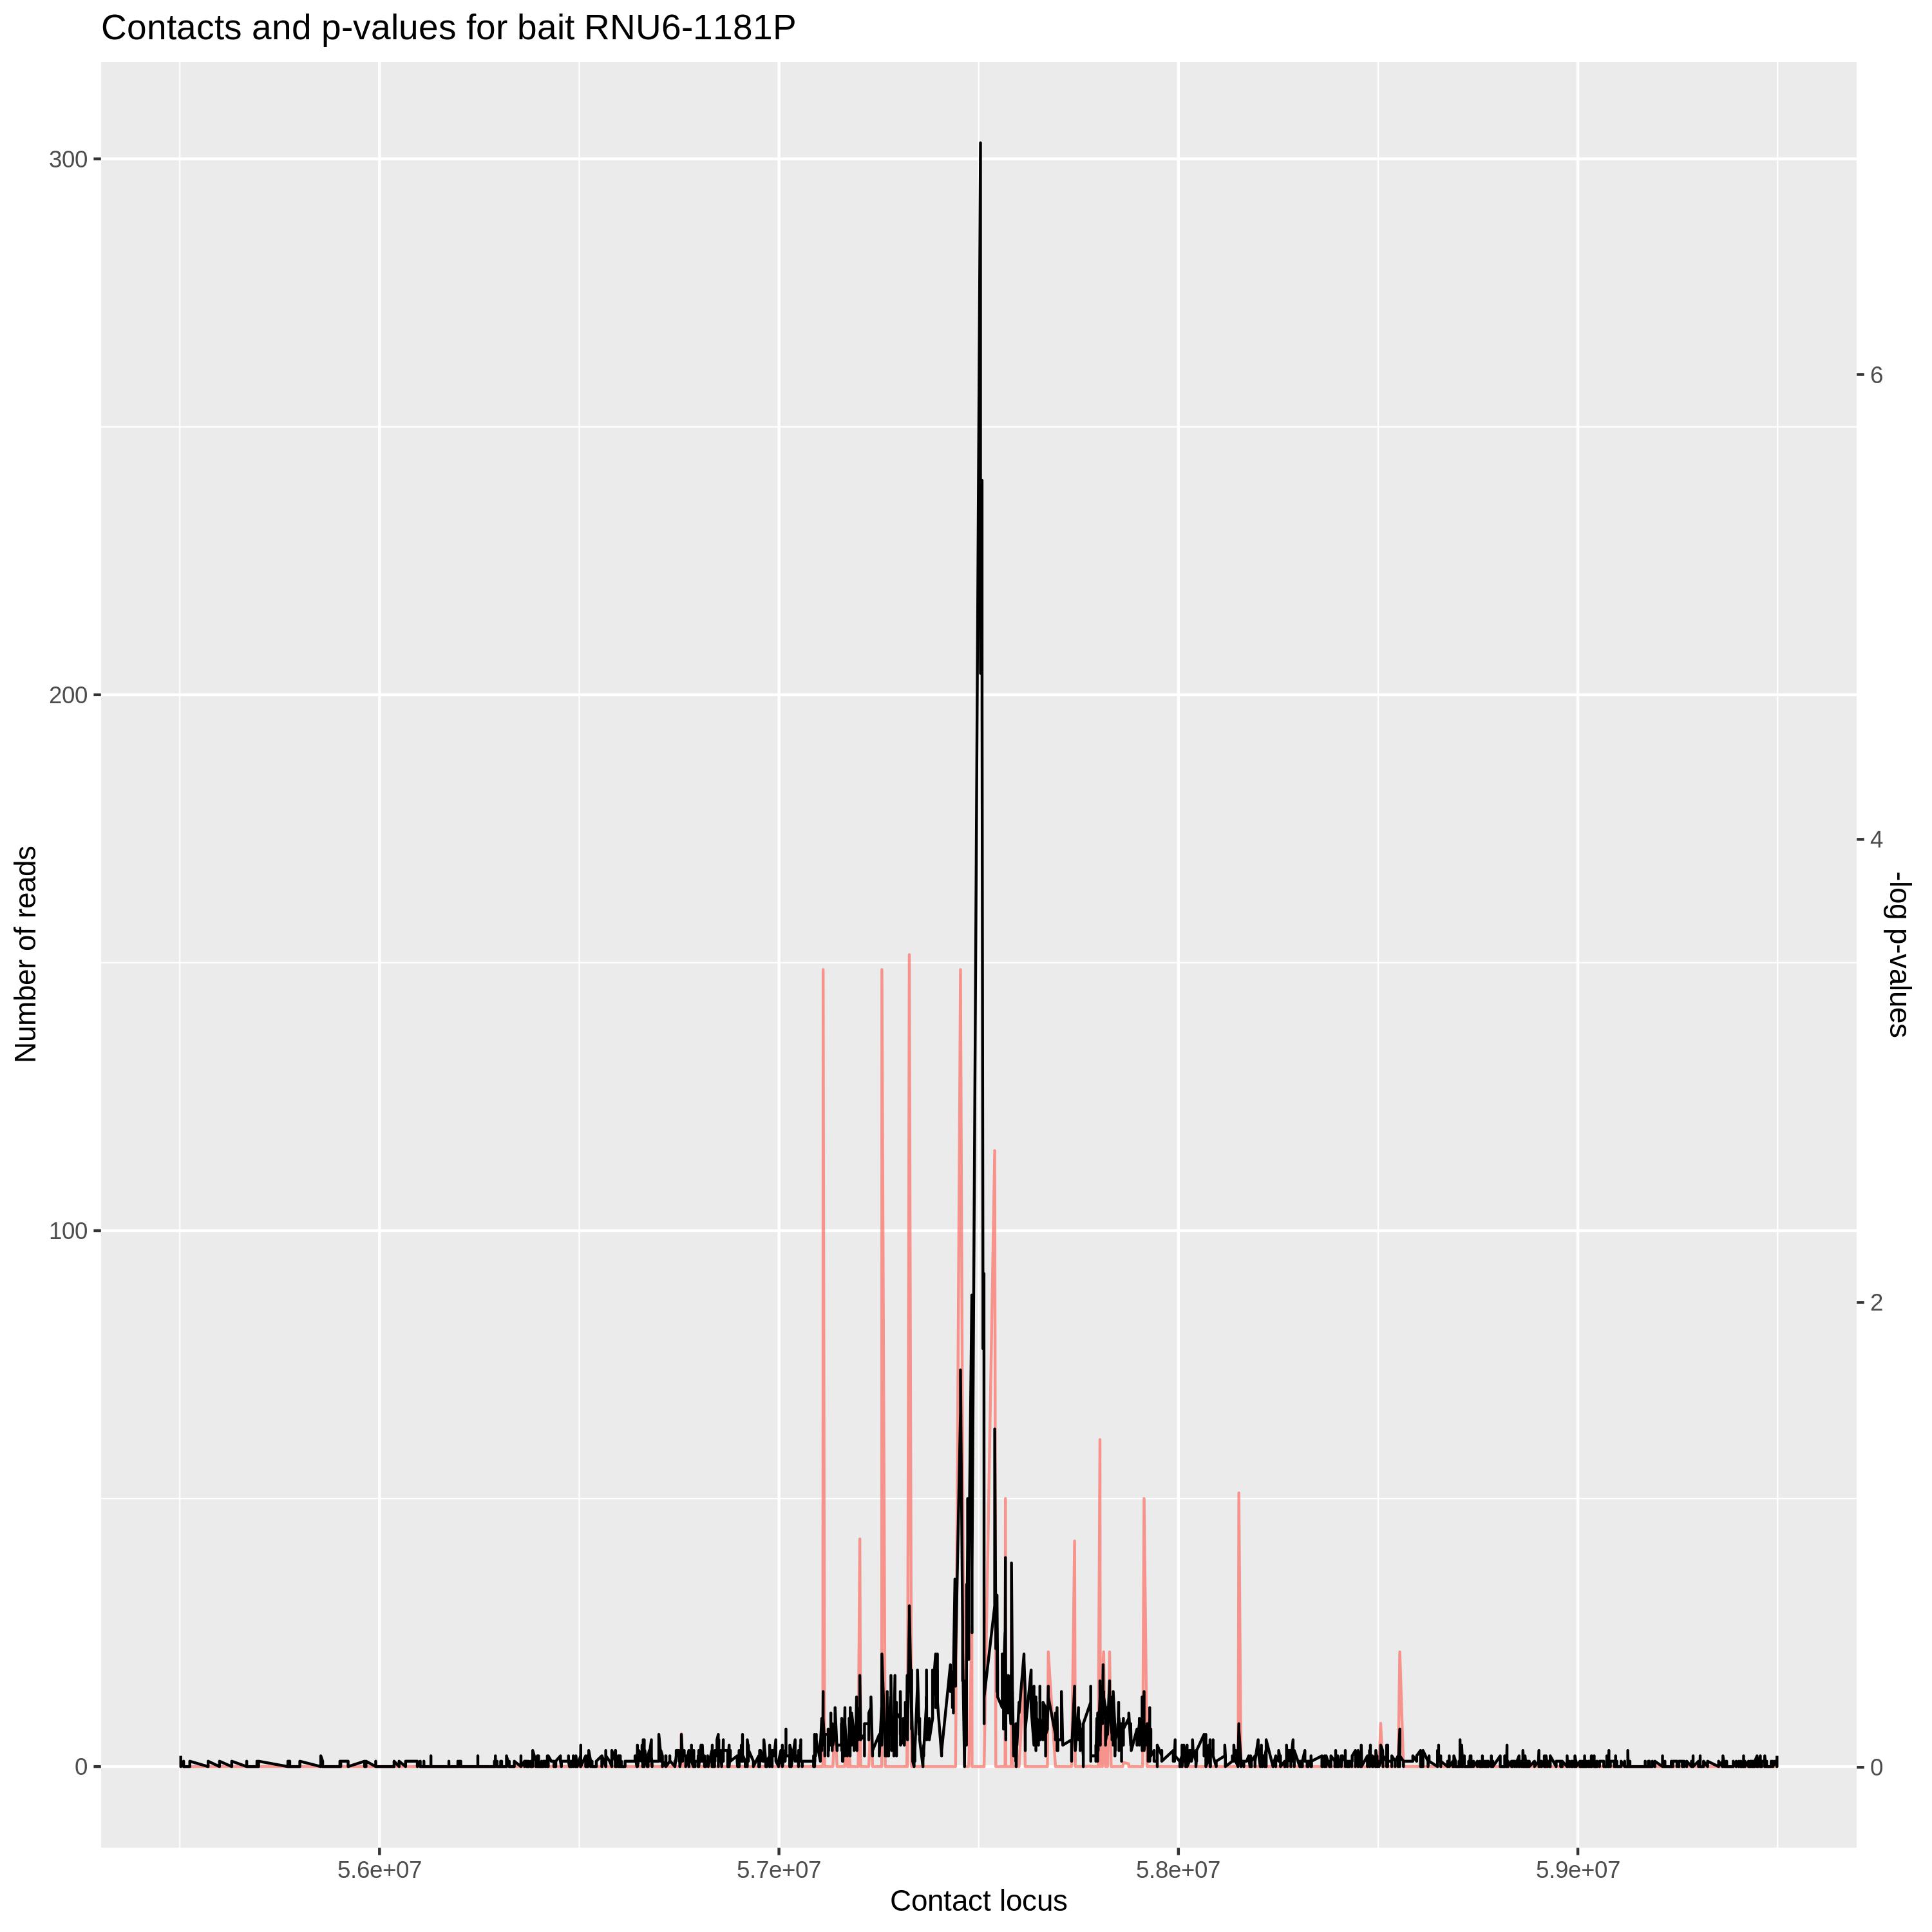 Contacts and p-values for bait RNU6-1181P
300
200
100
0
Number of reads
6
4
2
0
-log p-values
5.6e+07
5.7e+07
5.8e+07
5.9e+07
Contact locus